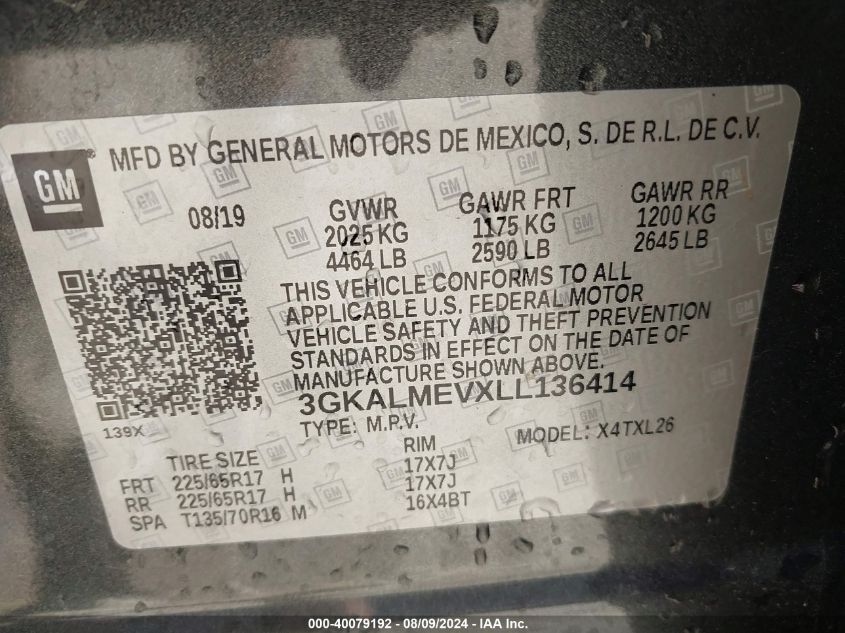 GM
MFD BY GENERAL MOTORS DE MEXICO, S. DE R.L. DE C.V.
08/19
GVWR
2025 KG
4464 LB
GAWR FRT
1175 KG
2590 LB
GAWR RR
1200 KG
2645 LB
THIS VEHICLE CONFORMS TO ALL
APPLICABLE U.S. FEDERAL MOTOR
VEHICLE SAFETY AND THEFT PREVENTION
STANDARDS IN EFFECT ON THE DATE OF
MANUFACTURE SHOWN ABOVE.
3GKALMEVXLL136414
139X
TYPE: M.P.V.
MODEL: X4TXL26
TIRE SIZE RIM
FRT 225/65R17 H 17X7J
RR 225/65R17 H 17X7J
SPA T135/70R16 M 16X4BT
000-40079192 - 08/09/2024 - IAA Inc.